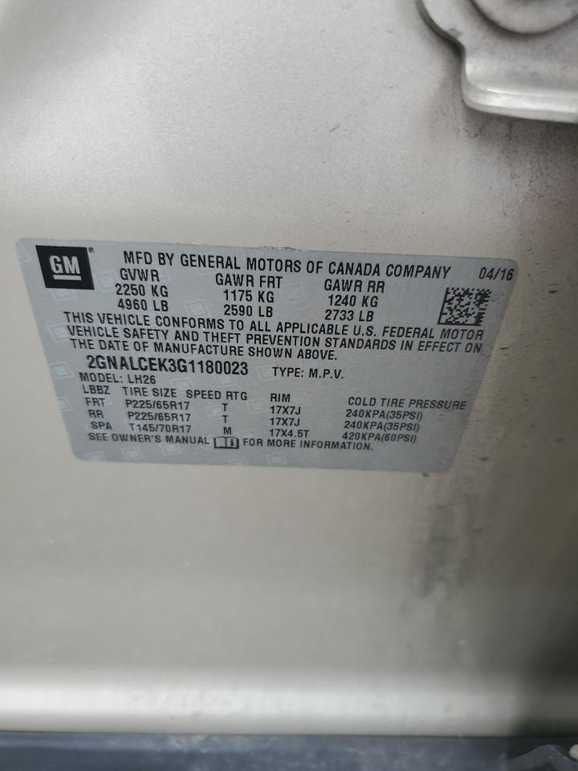 GM ® MFD BY GENERAL MOTORS OF CANADA COMPANY 04/16
GVWR GAWR FRT GAWR RR
2250 KG 1175 KG 1240 KG
4960 LB 2590 LB 2733 LB
THIS VEHICLE CONFORMS TO ALL APPLICABLE U.S. FEDERAL MOTOR
VEHICLE SAFETY AND THEFT PREVENTION STANDARDS IN EFFECT ON
THE DATE OF MANUFACTURE SHOWN ABOVE.
2GNALCEK3G1180023 TYPE: M.P.V.
MODEL: LH26
LBBZ TIRE SIZE SPEED RTG RIM COLD TIRE PRESSURE
FRT P225/65R17 T 17X7J 240KPA(35PSI)
RR P225/65R17 T 17X7J 240KPA(35PSI)
SPA T145/70R17 M 17X4.5T 420KPA(60PSI)
SEE OWNER'S MANUAL FOR MORE INFORMATION.